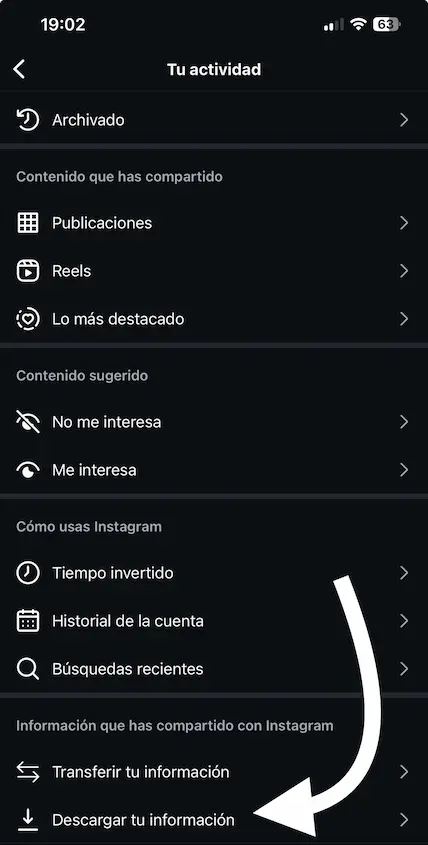 19:02
63
Tu actividad
Archivado
Contenido que has compartido
Publicaciones
Reels
Lo más destacado
Contenido sugerido
No me interesa
Me interesa
Cómo usas Instagram
Tiempo invertido
Historial de la cuenta
Búsquedas recientes
Información que has compartido con Instagram
Transferir tu información
Descargar tu información